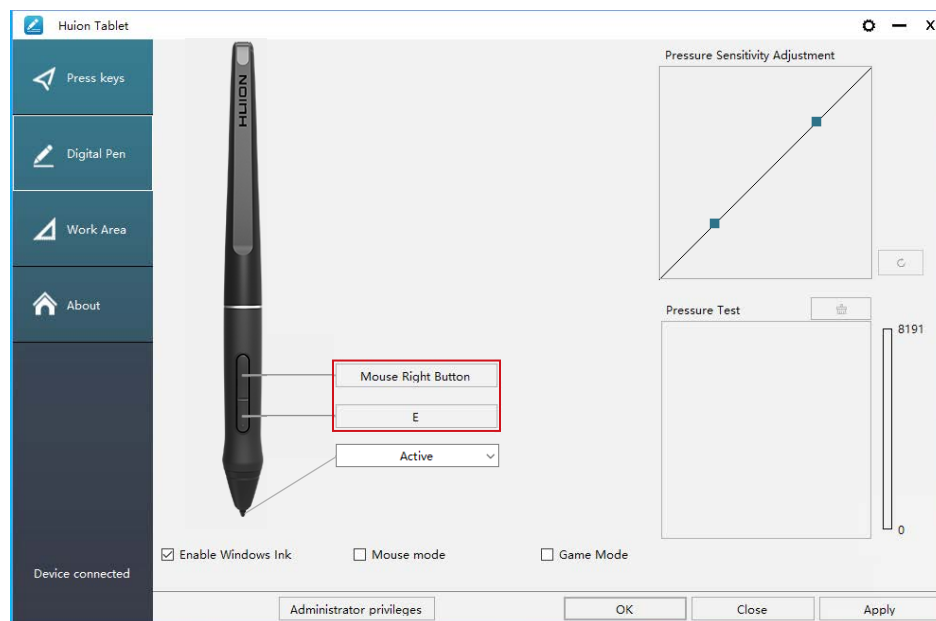 Huion Tablet
X
Press keys
Digital Pen
Work Area
About
Device connected
HUION
Mouse Right Button
E
Active
Enable Windows Ink
Mouse mode
Game Mode
Pressure Sensitivity Adjustment
Pressure Test
8191
0
Administrator privileges
OK
Close
Apply